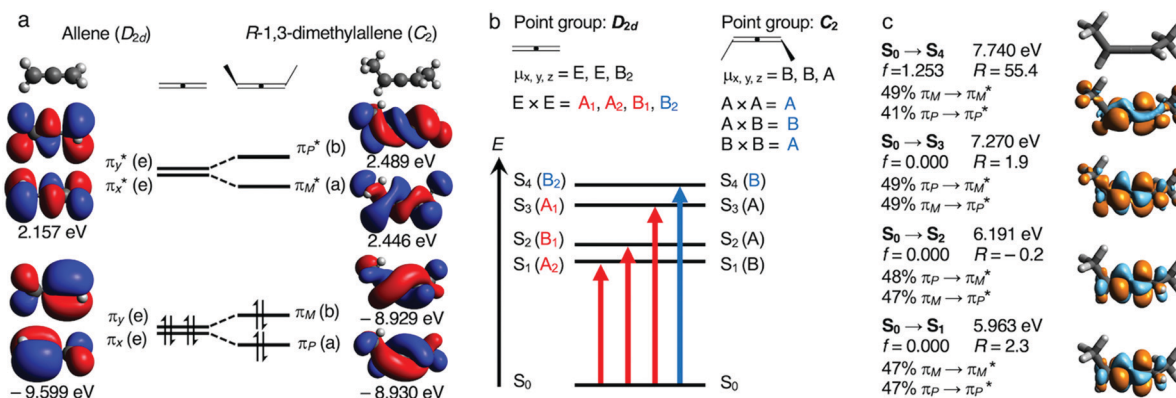 a
Allene (D2d)
R-1,3-dimethylallene (C2)
πy* (e)
πx* (e)
2.157 eV
πP* (b)
πM* (a)
2.489 eV
2.446 eV
πy (e)
πx (e)
− 9.599 eV
πM (b)
πP (a)
− 8.929 eV
− 8.930 eV
b
Point group: D2d
Point group: C2
μx, y, z = E, E, B2
μx, y, z = B, B, A
E × E = A1, A2, B1, B2
A × A = A
A × B = B
B × B = A
E
S4 (B2)
S3 (A1)
S2 (B1)
S1 (A2)
S0
S4 (B)
S3 (A)
S2 (A)
S1 (B)
S0
c
S0 → S4 7.740 eV
f=1.253 R= 55.4
49% πM → πM*
41% πP → πP*
S0 → S3 7.270 eV
f=0.000 R= 1.9
49% πP → πM*
49% πM → πP*
S0 → S2 6.191 eV
f=0.000 R= − 0.2
48% πP → πM*
47% πM → πP*
S0 → S1 5.963 eV
f=0.000 R= 2.3
47% πM → πM*
47% πP → πP*